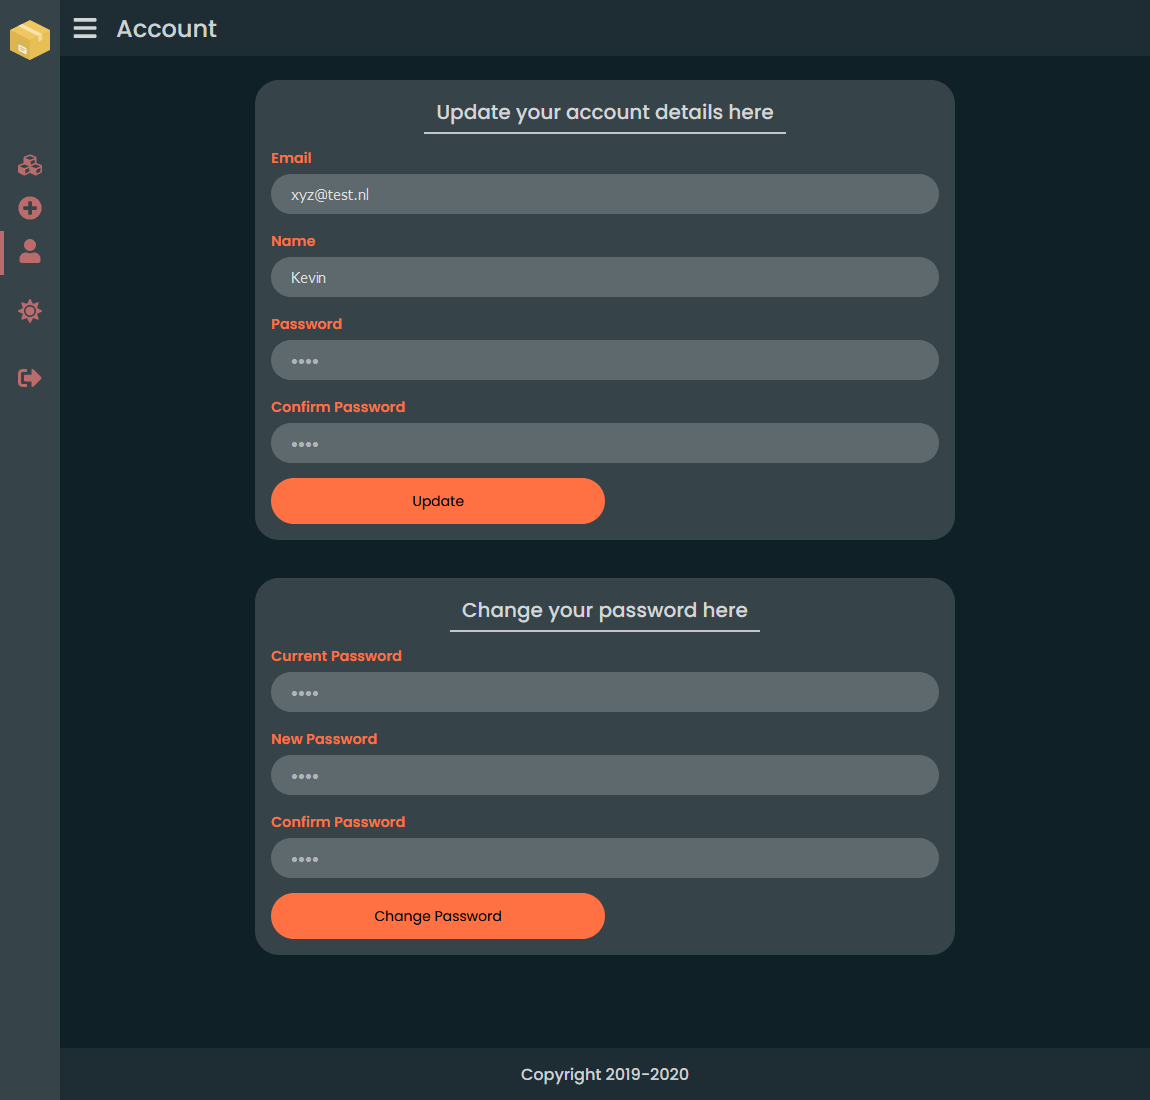 Account
Update your account details here
Email
xyz@test.nl
Name
Kevin
Password
••••
Confirm Password
••••
Update
Change your password here
Current Password
••••
New Password
••••
Confirm Password
••••
Change Password
Copyright 2019-2020